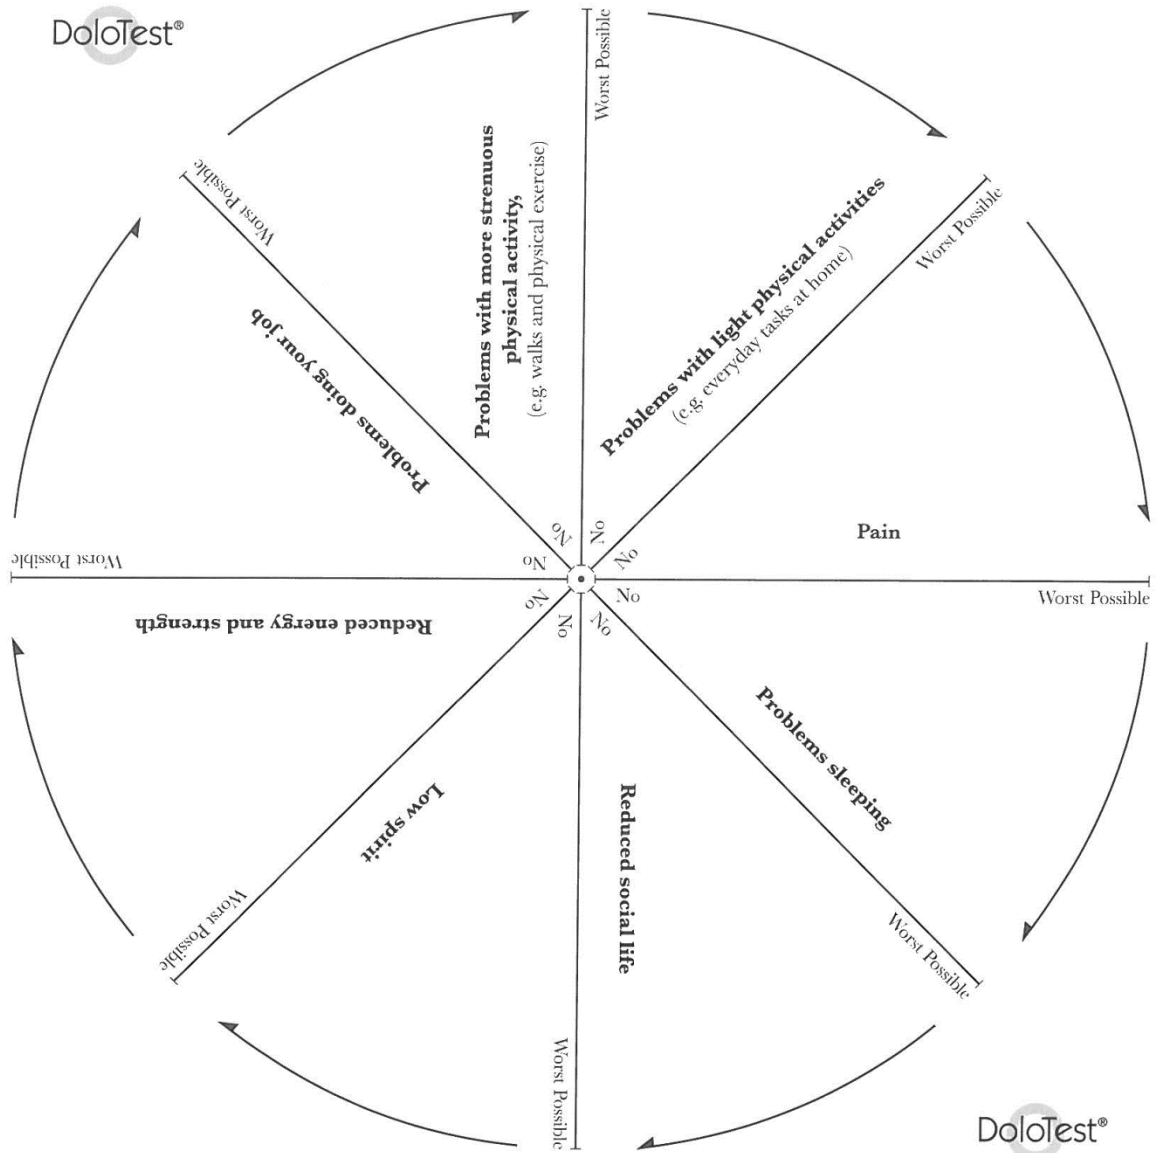 DoloTest®
Worst Possible
Problems with more strenuous
physical activity,
(e.g. walks and physical exercise)
No
Worst Possible
Problems with light physical activities
(e.g. everyday tasks at home)
No
Pain
No
Worst Possible
Problems sleeping
No
Worst Possible
Reduced social life
No
Worst Possible
Low spirit
No
Worst Possible
Reduced energy and strength
No
Worst Possible
Problems doing your job
No
Worst Possible
DoloTest®